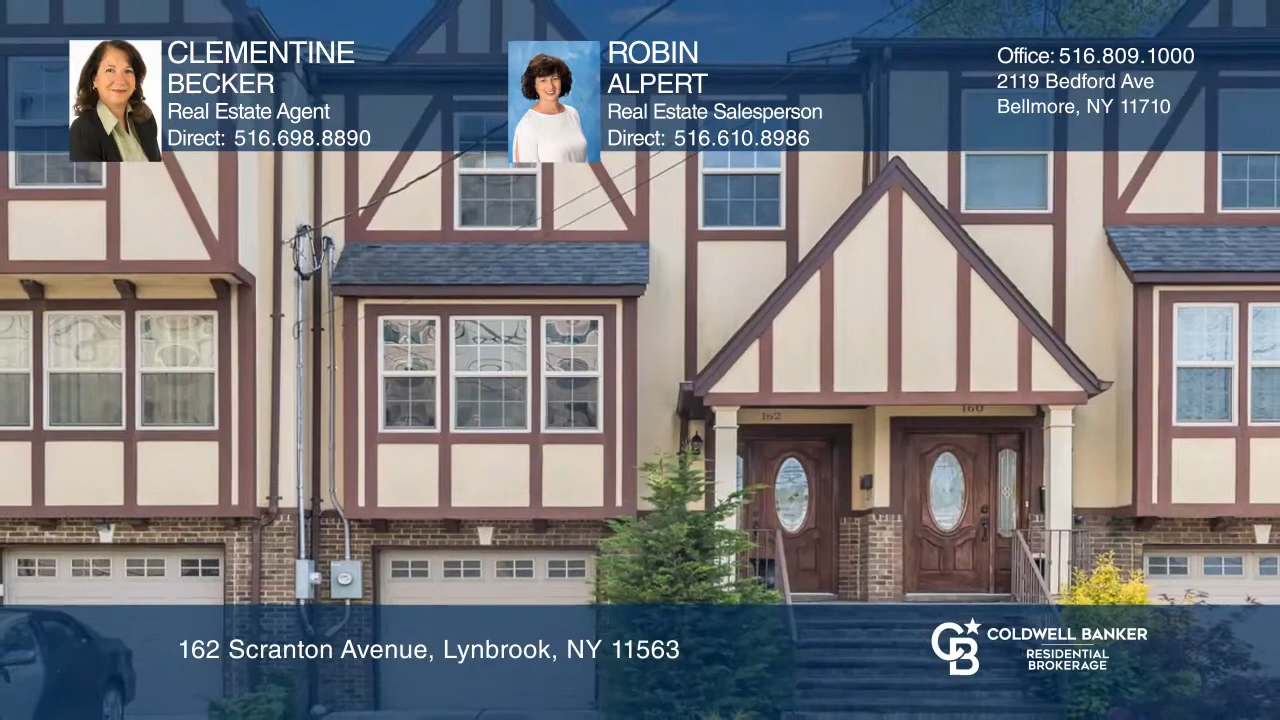 CLEMENTINE
BECKER
Real Estate Agent
Direct: 516.698.8890
ROBIN
ALPERT
Real Estate Salesperson
Direct: 516.610.8986
Office: 516.809.1000
2119 Bedford Ave
Bellmore, NY 11710
162
160
162 Scranton Avenue, Lynbrook, NY 11563
CB
COLDWELL BANKER
RESIDENTIAL
BROKERAGE